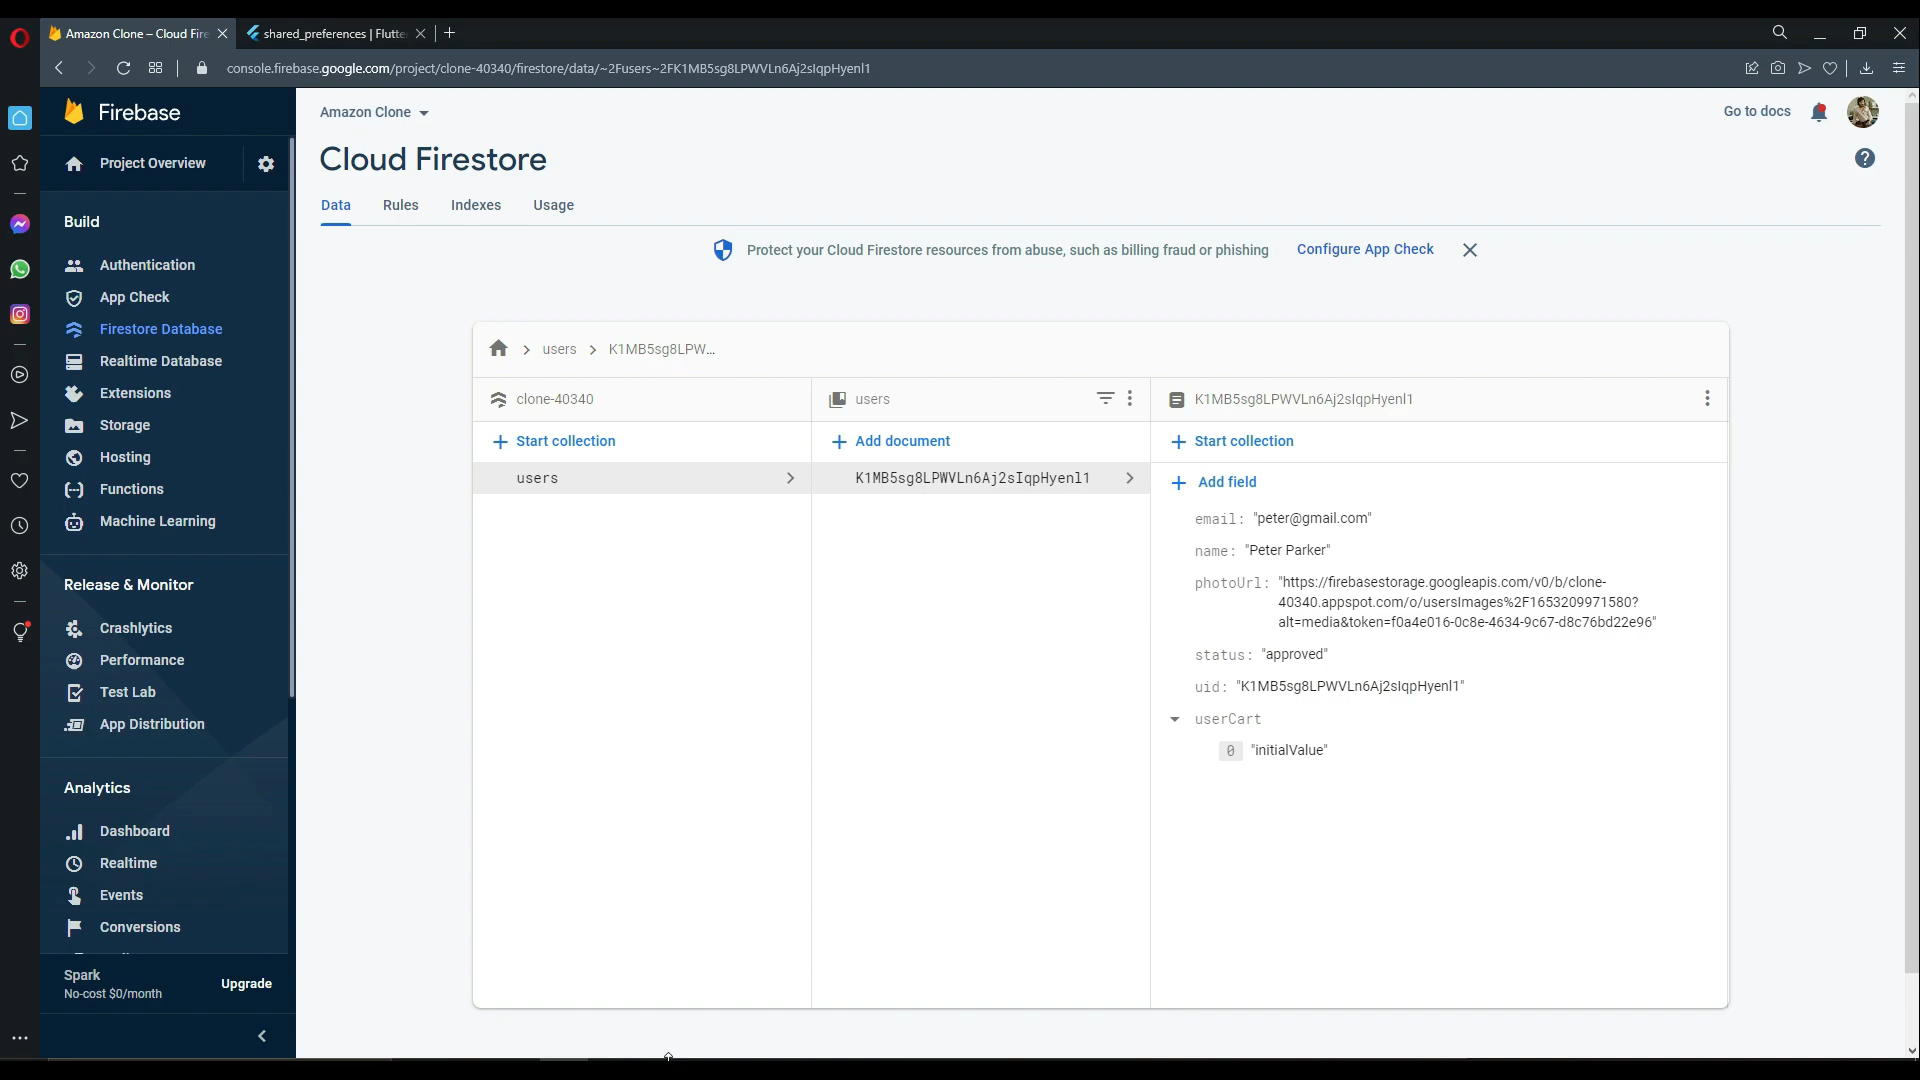 Amazon Clone – Cloud Fire
shared_preferences | Flutte
console.firebase.google.com/project/clone-40340/firestore/data/~2Fusers~2FK1MB5sg8LPWVLn6Aj2sIqpHyenl1
Firebase
Project Overview
Build
Authentication
App Check
Firestore Database
Realtime Database
Extensions
Storage
Hosting
Functions
Machine Learning
Release & Monitor
Crashlytics
Performance
Test Lab
App Distribution
Analytics
Dashboard
Realtime
Events
Conversions
Spark
No-cost $0/month
Upgrade
Amazon Clone
Go to docs
Cloud Firestore
Data Rules Indexes Usage
Protect your Cloud Firestore resources from abuse, such as billing fraud or phishing Configure App Check
users K1MB5sg8LPW...
clone-40340
Start collection
users
users
Add document
K1MB5sg8LPWVLn6Aj2sIqpHyenl1
K1MB5sg8LPWVLn6Aj2sIqpHyenl1
Start collection
Add field
email: "peter@gmail.com"
name: "Peter Parker"
photoUrl: "https://firebasestorage.googleapis.com/v0/b/clone-
40340.appspot.com/o/usersImages%2F1653209971580?
alt=media&token=f0a4e016-0c8e-4634-9c67-d8c76bd22e96"
status: "approved"
uid: "K1MB5sg8LPWVLn6Aj2sIqpHyenl1"
userCart
0 "initialValue"